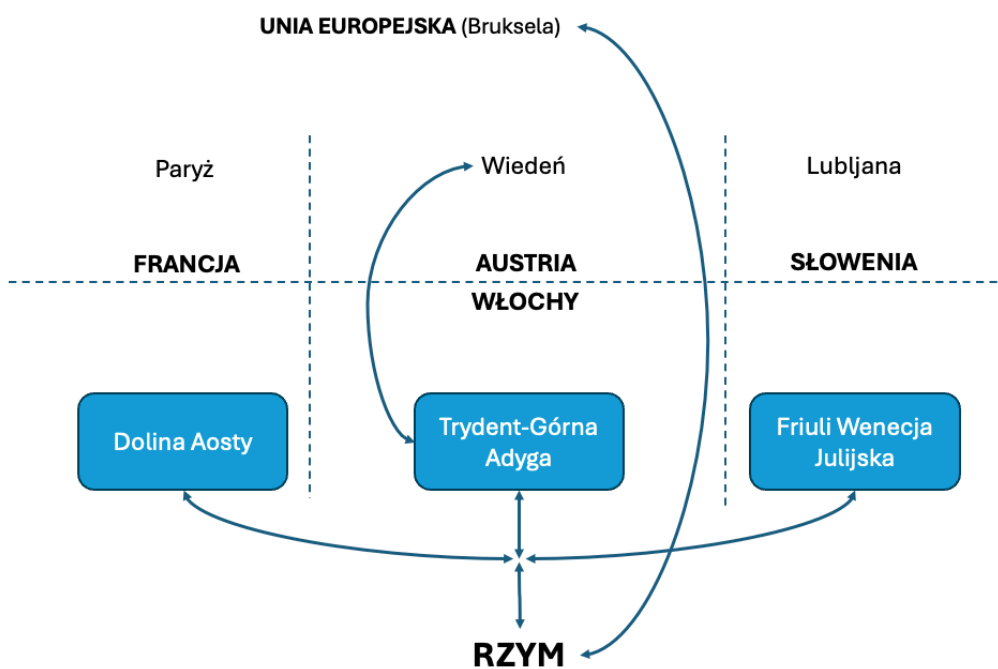 UNIA EUROPEJSKA (Bruksela)
Paryż
Wiedeń
Lubljana
FRANCJA
AUSTRIA
SŁOWENIA
WŁOCHY
Dolina Aosty
Trydent-Górna
Adyga
Friuli Wenecja
Julijska
RZYM